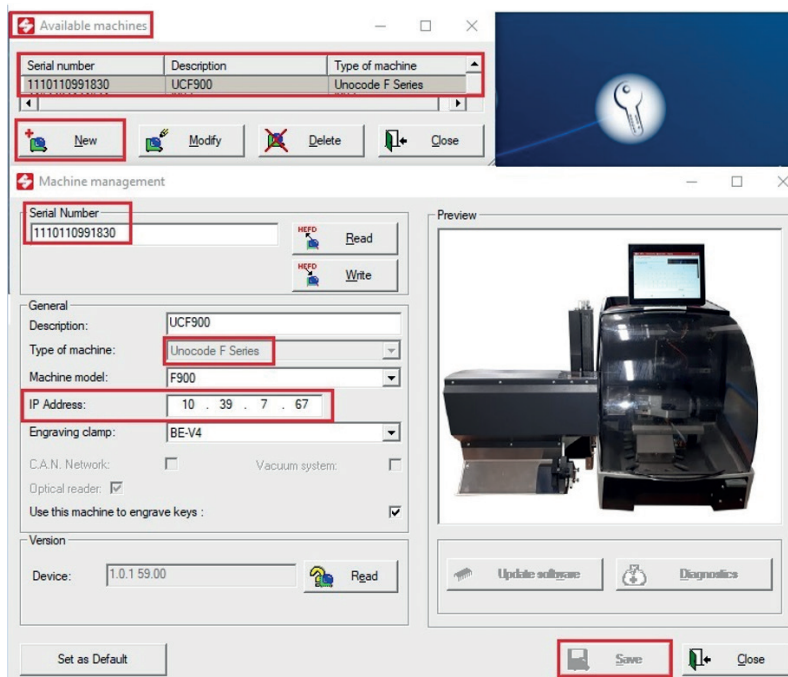 Available machines
Serial number Description Type of machine
1110110991830 UCF900 Unocode F Series
New Modify Delete Close
Machine management
Serial Number
1110110991830
HEFD Read
HEFD Write
General
Description: UCF900
Type of machine: Unocode F Series
Machine model: F900
IP Address: 10 . 39 . 7 . 67
Engraving clamp: BE-V4
C.A.N. Network: Vacuum system:
Optical reader:
Use this machine to engrave keys :
Version
Device: 1.0.1 59.00 Read
Preview
Update software Diagnostics
Set as Default Save Close